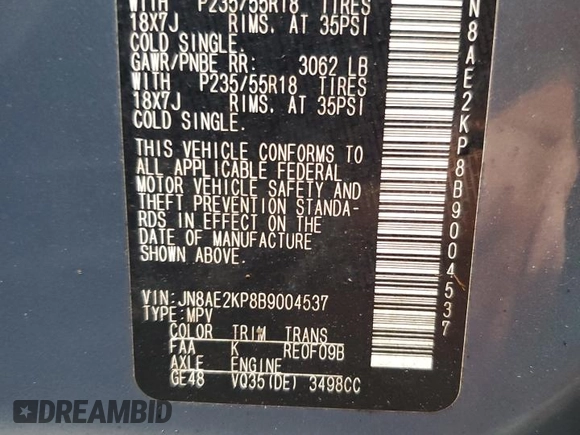 WITH P235/55R18 TIRES
18X7J RIMS. AT 35PSI
COLD SINGLE.
GAWR/PNBE RR: 3062 LB
WITH P235/55R18 TIRES
18X7J RIMS. AT 35PSI
COLD SINGLE.
THIS VEHICLE CONFORMS TO
ALL APPLICABLE FEDERAL
MOTOR VEHICLE SAFETY AND
THEFT PREVENTION STANDA-
RDS IN EFFECT ON THE
DATE OF MANUFACTURE
SHOWN ABOVE.
VIN: JN8AE2KP8B9004537
TYPE: MPV
COLOR TRIM TRANS
FAA K RE0F09B
AXLE ENGINE
GE48 VQ35(DE) 3498CC
N8AE2KP8B9004537
DREAMBID